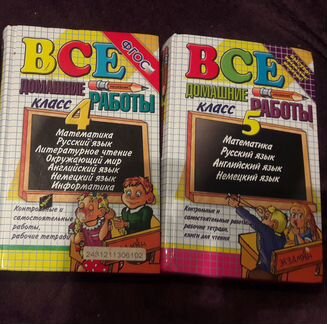 ВСЕ
ФГОС
ДОМАШНИЕ
РАБОТЫ
КЛАСС
4
Математика
Русский язык
Литературное чтение
Окружающий мир
Английский язык
Немецкий язык
Информатика
Контрольные и
самостоятельные
работы,
рабочие тетради
2431211306102
ВСЕ
ДОМАШНИЕ
РАБОТЫ
КЛАСС
5
Математика
Русский язык
Английский язык
Немецкий язык
Контрольные и
самостоятельные работы,
рабочие тетради,
книги для чтения
ЭКЗАМЕН